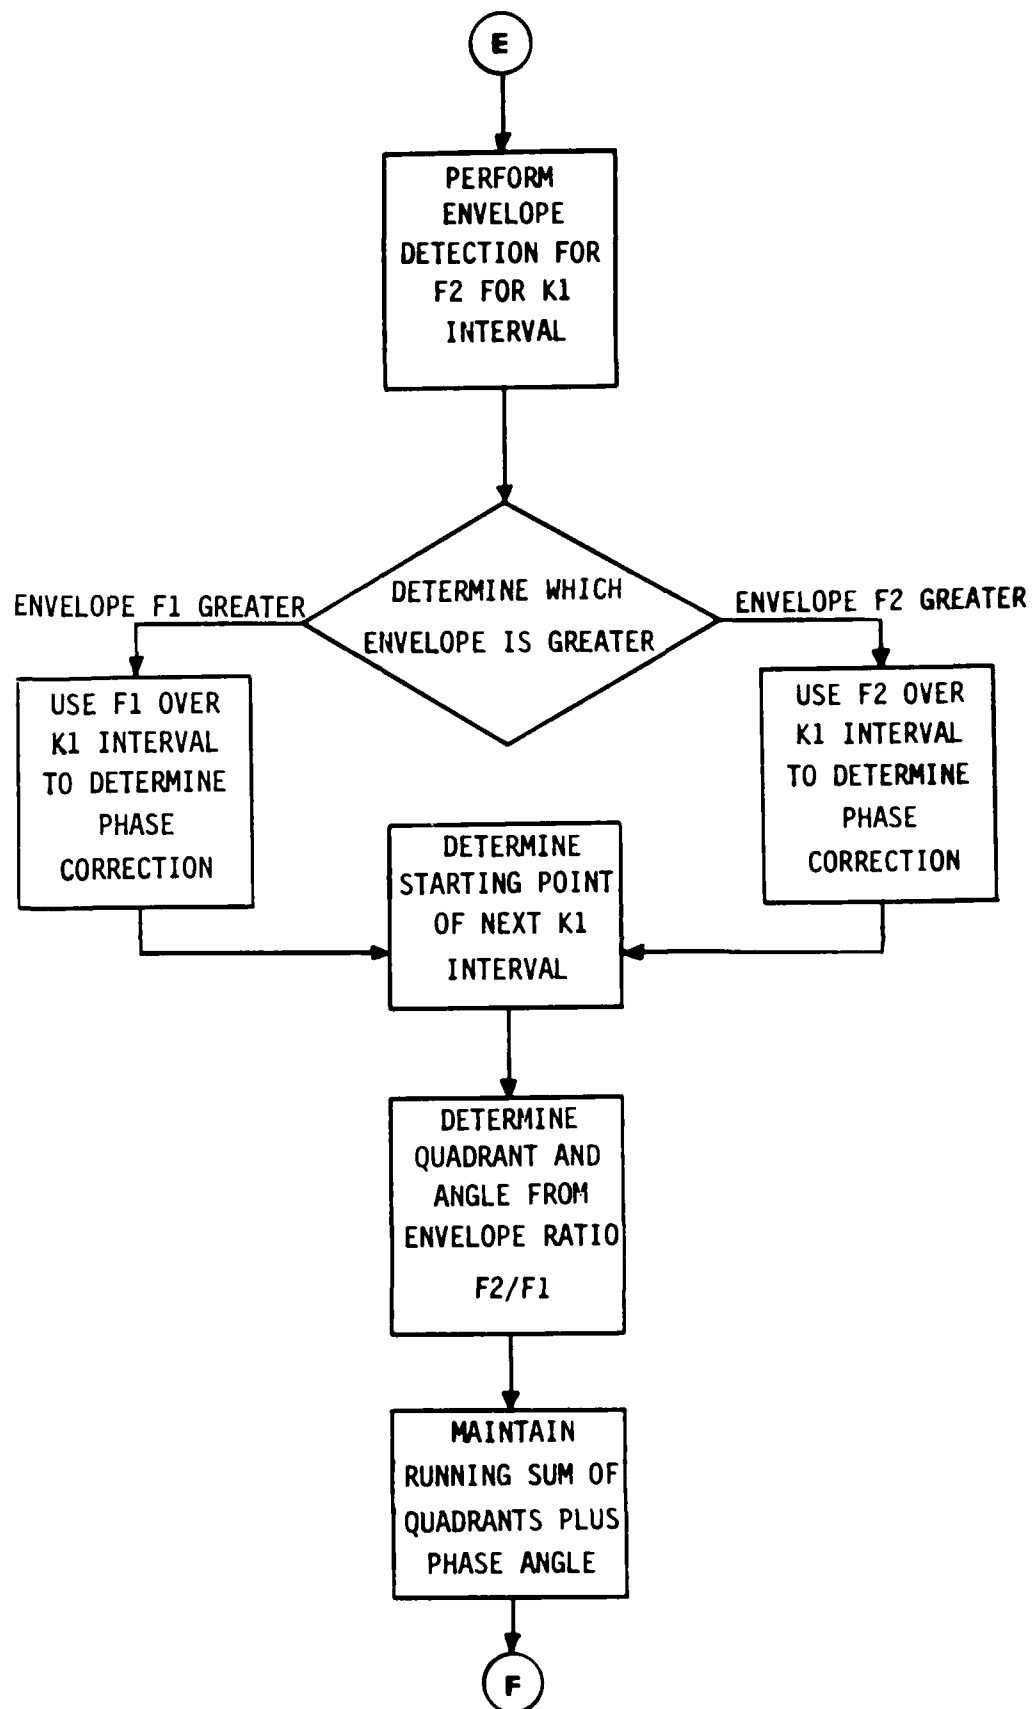 E
PERFORM
ENVELOPE
DETECTION FOR
F2 FOR K1
INTERVAL
DETERMINE WHICH
ENVELOPE IS GREATER
ENVELOPE F1 GREATER
ENVELOPE F2 GREATER
USE F1 OVER
K1 INTERVAL
TO DETERMINE
PHASE
CORRECTION
USE F2 OVER
K1 INTERVAL
TO DETERMINE
PHASE
CORRECTION
DETERMINE
STARTING POINT
OF NEXT K1
INTERVAL
DETERMINE
QUADRANT AND
ANGLE FROM
ENVELOPE RATIO
F2/F1
MAINTAIN
RUNNING SUM OF
QUADRANTS PLUS
PHASE ANGLE
F